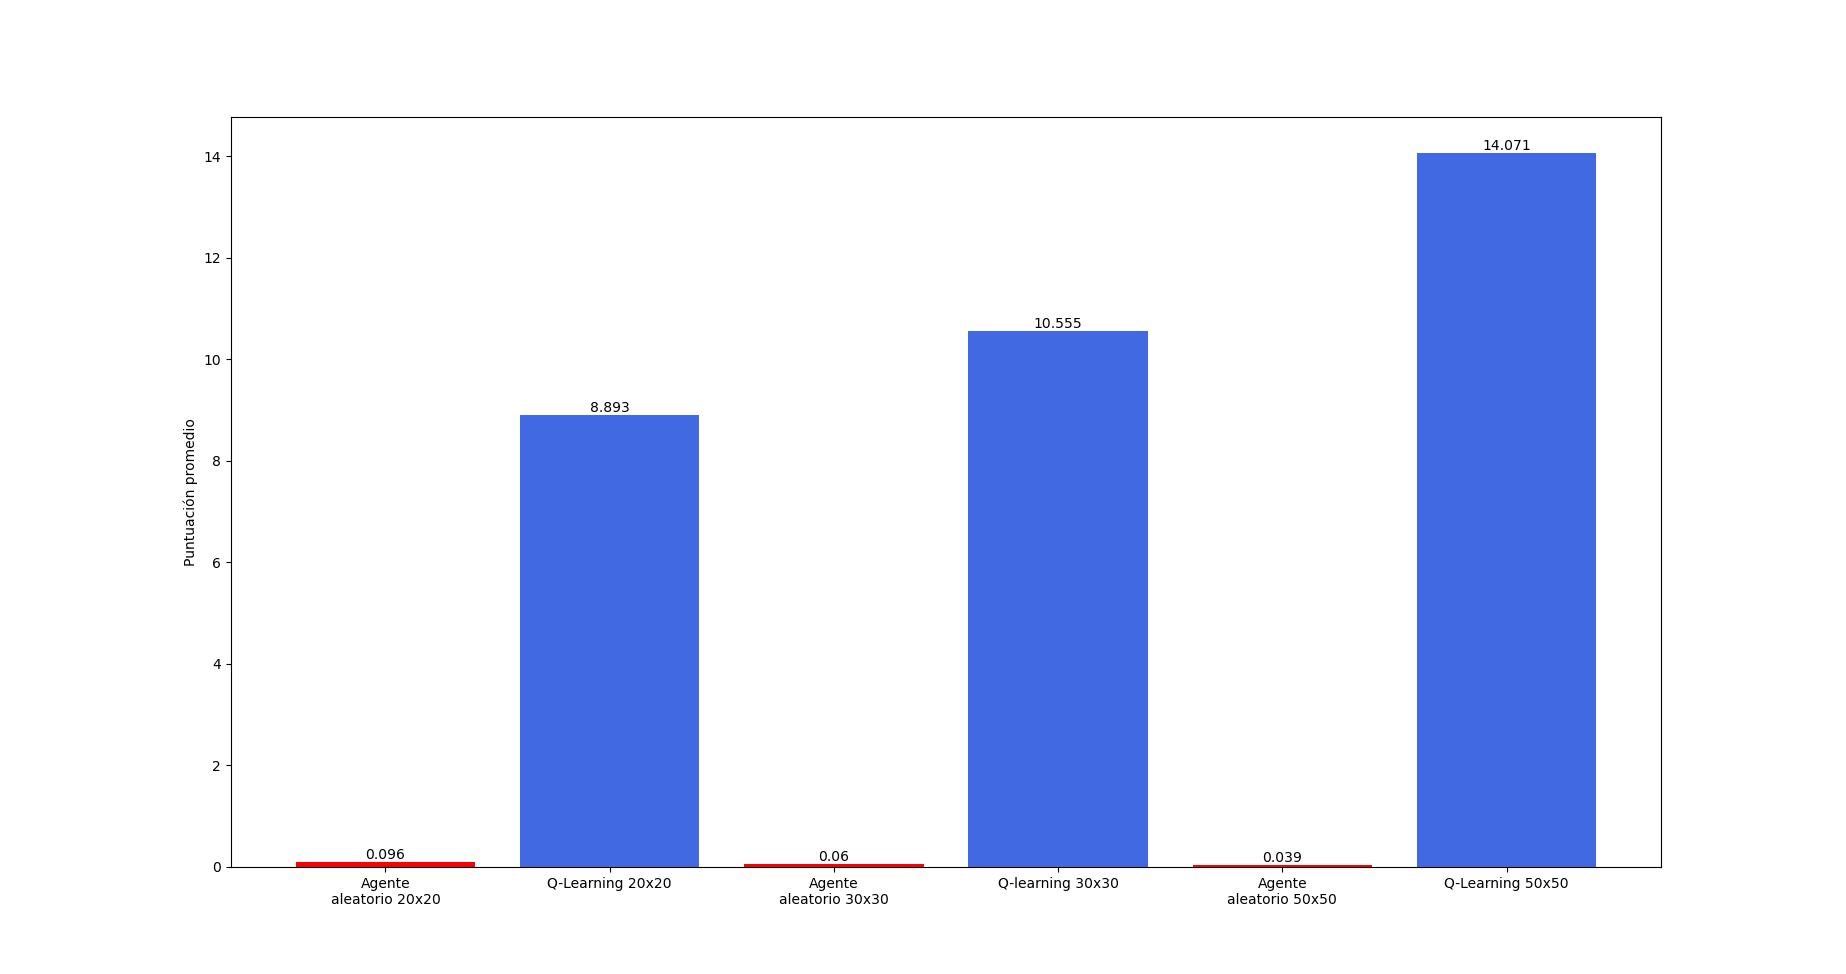 Puntuación promedio
14
12
10
8
6
4
2
0
0.096
8.893
0.06
10.555
0.039
14.071
Agente
aleatorio 20x20
Q-Learning 20x20
Agente
aleatorio 30x30
Q-learning 30x30
Agente
aleatorio 50x50
Q-Learning 50x50